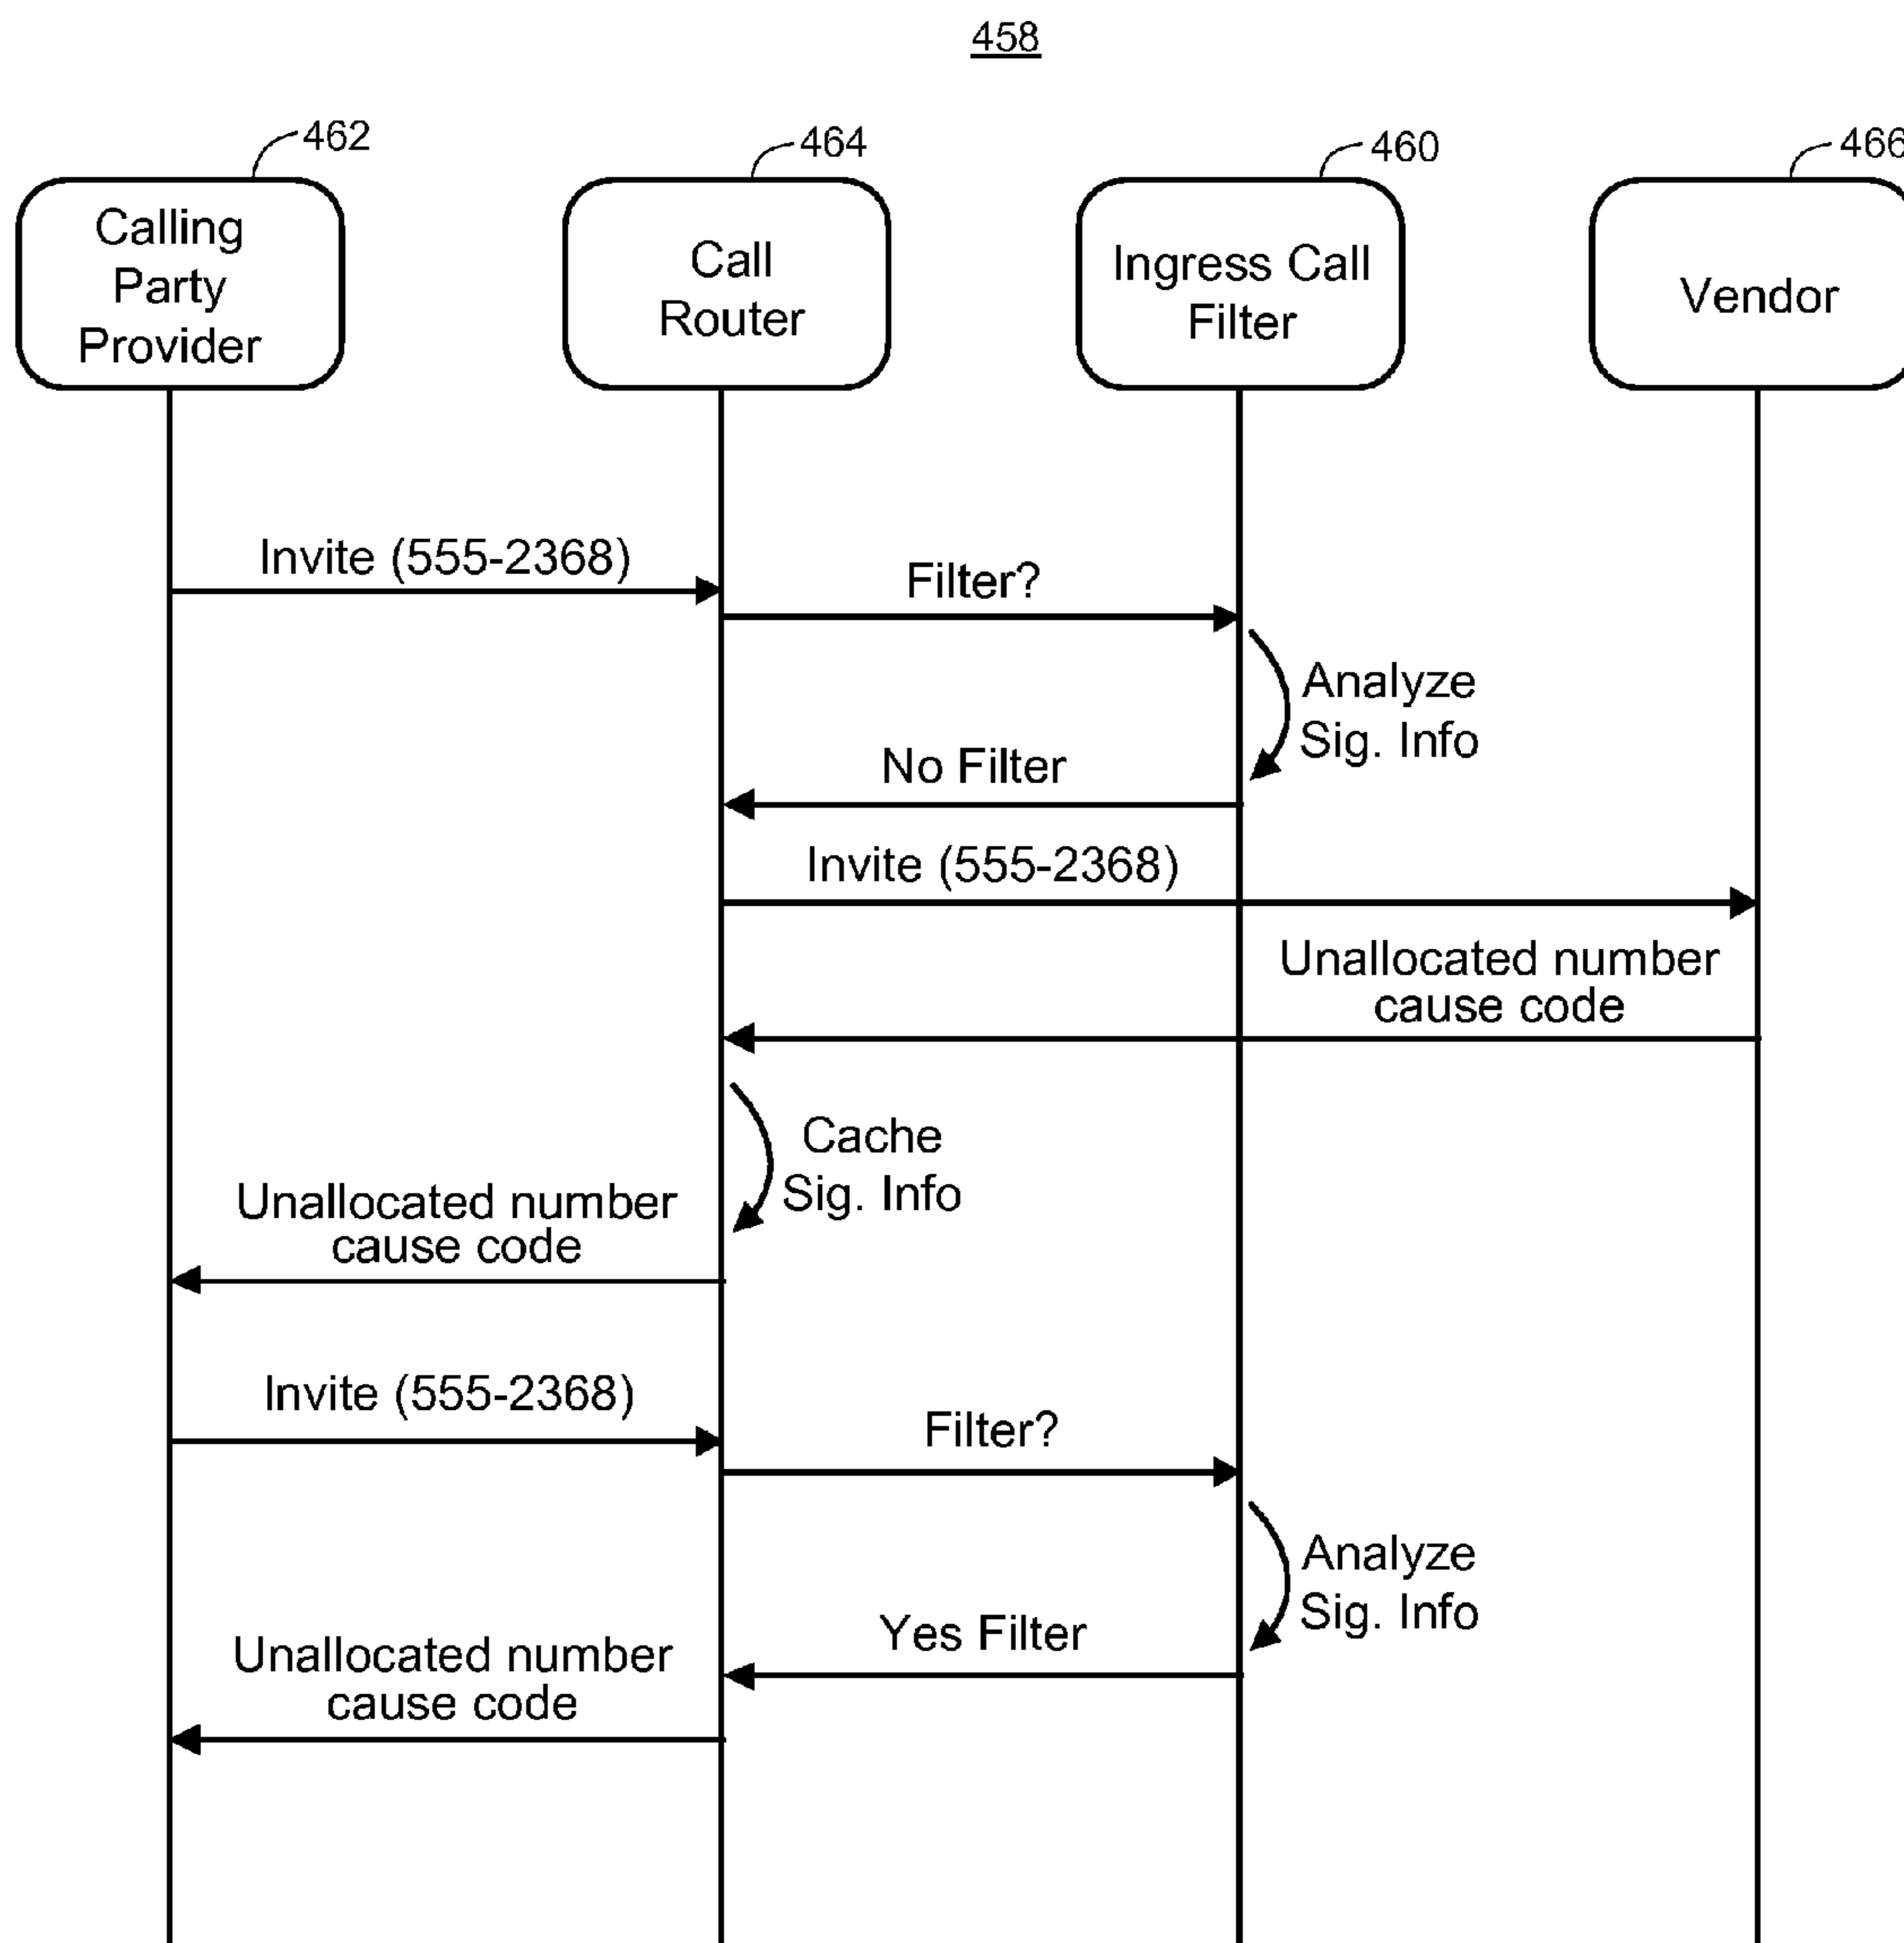 458
462
464
460
466
Calling
Party
Provider
Call
Router
Ingress Call
Filter
Vendor
Invite (555-2368)
Filter?
Analyze
Sig. Info
No Filter
Invite (555-2368)
Unallocated number
cause code
Cache
Sig. Info
Unallocated number
cause code
Invite (555-2368)
Filter?
Analyze
Sig. Info
Yes Filter
Unallocated number
cause code